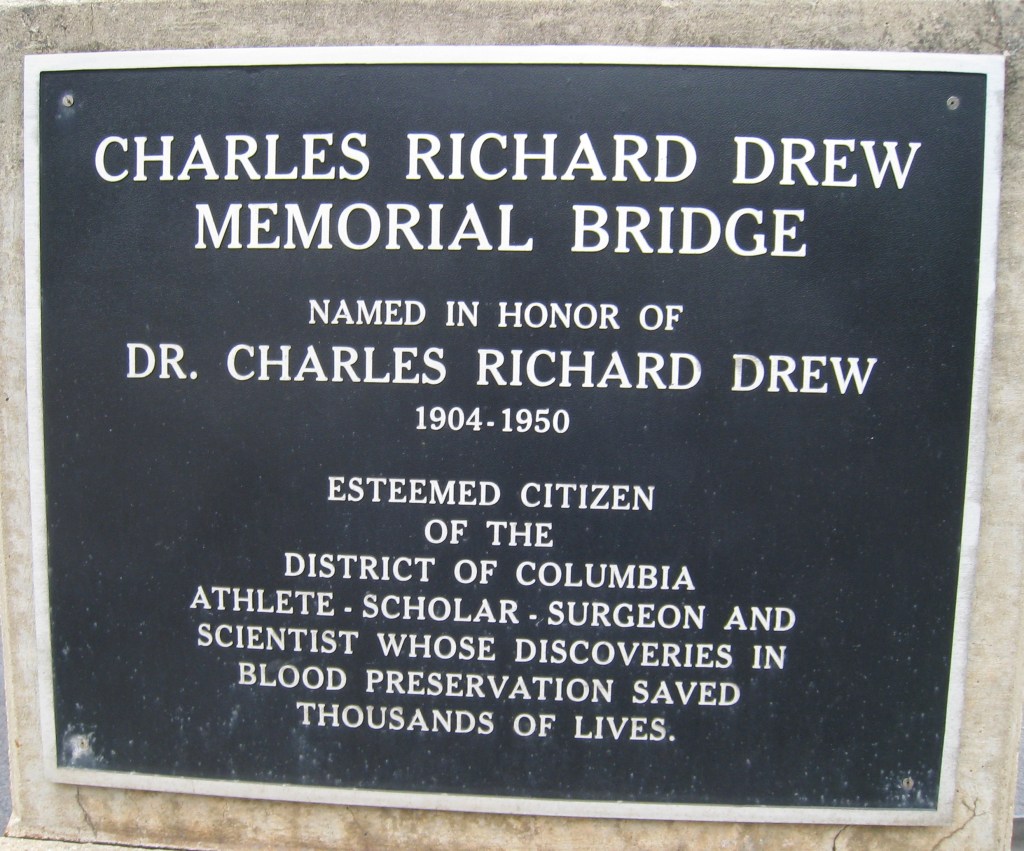 CHARLES RICHARD DREW
MEMORIAL BRIDGE
NAMED IN HONOR OF
DR. CHARLES RICHARD DREW
1904-1950
ESTEEMED CITIZEN
OF THE
DISTRICT OF COLUMBIA
ATHLETE - SCHOLAR - SURGEON AND
SCIENTIST WHOSE DISCOVERIES IN
BLOOD PRESERVATION SAVED
THOUSANDS OF LIVES.